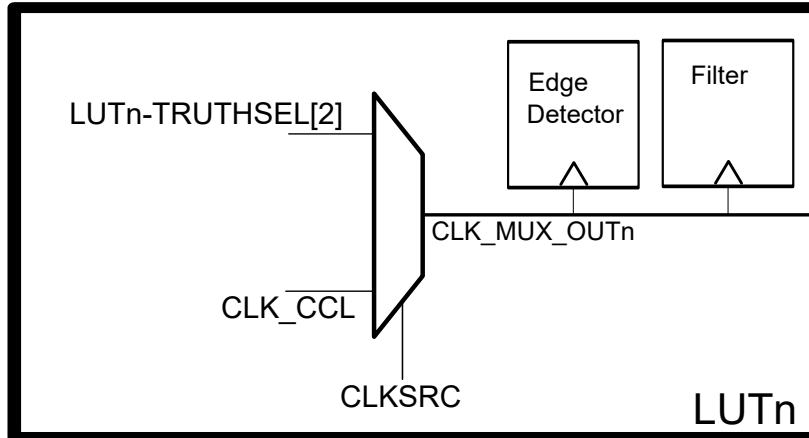 Edge
Detector
Filter
LUTn-TRUTHSEL[2]
CLK_MUX_OUTn
CLK_CCL
CLKSRC
LUTn